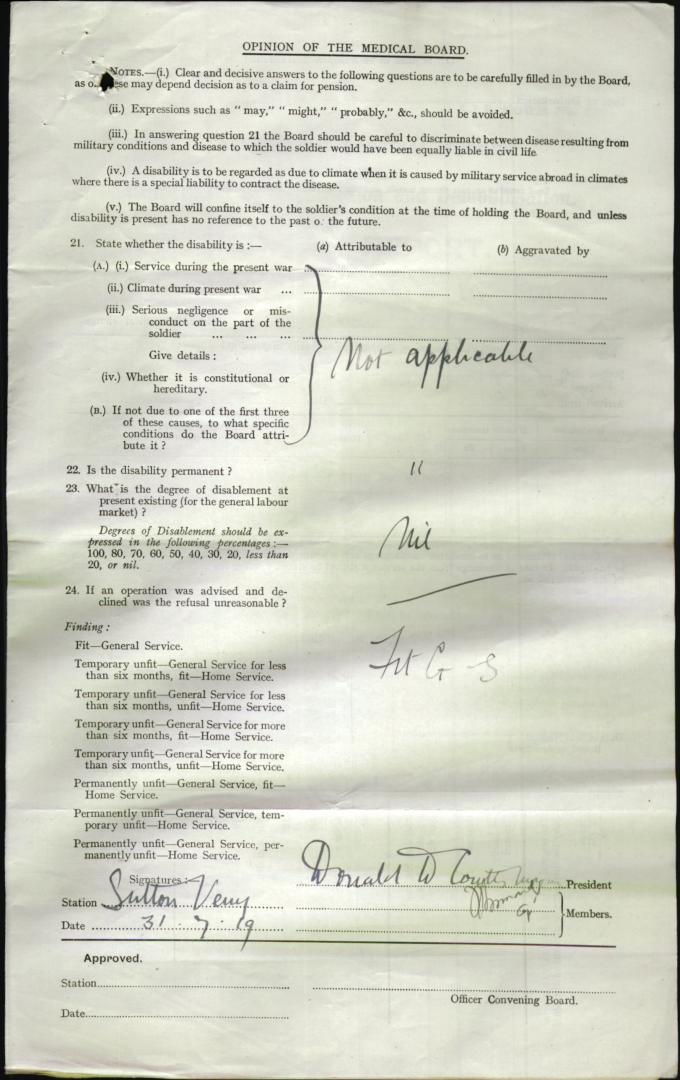 OPINION OF THE MEDICAL BOARD.
NOTES.—(i.) Clear and decisive answers to the following questions are to be carefully filled in by the Board,
as may depend decision as to a claim for pension.
(ii.) Expressions such as "may," "might," "probably," &c., should be avoided.
(iii.) In answering question 21 the Board should be careful to discriminate between disease resulting from
military conditions and disease to which the soldier would have been equally liable in civil life
(iv.) A disability is to be regarded as due to climate when it is caused by military service abroad in climates
where there is a special liability to contract the disease.
(v.) The Board will confine itself to the soldier's condition at the time of holding the Board, and unless
disability is present has no reference to the past o. the future.
21. State whether the disability is :— (a) Attributable to (b) Aggravated by
(A.) (i.) Service during the present war
(ii.) Climate during present war ...
(iii.) Serious negligence or mis-
conduct on the part of the
soldier ... ... ...
Not applicable
Give details :
(iv.) Whether it is constitutional or
hereditary.
(B.) If not due to one of the first three
of these causes, to what specific
conditions do the Board attri-
bute it ?
22. Is the disability permanent ? "
23. What is the degree of disablement at
present existing (for the general labour
market) ?
Degrees of Disablement should be ex-
pressed in the following percentages :— Nil
100, 80, 70, 60, 50, 40, 30, 20, less than
20, or nil.
24. If an operation was advised and de-
clined was the refusal unreasonable ?
Finding :
Fit—General Service.
Fit G S
Temporary unfit—General Service for less
than six months, fit—Home Service.
Temporary unfit—General Service for less
than six months, unfit—Home Service.
Temporary unfit—General Service for more
than six months, fit—Home Service.
Temporary unfit—General Service for more
than six months, unfit—Home Service.
Permanently unfit—General Service, fit—
Home Service.
Permanently unfit—General Service, tem-
porary unfit—Home Service.
Permanently unfit—General Service, per-
manently unfit—Home Service.
Signatures :— Donald W President
Station Sutton Veny
Members.
Date 31 . 7 . 19
Approved.
Station
Officer Convening Board.
Date